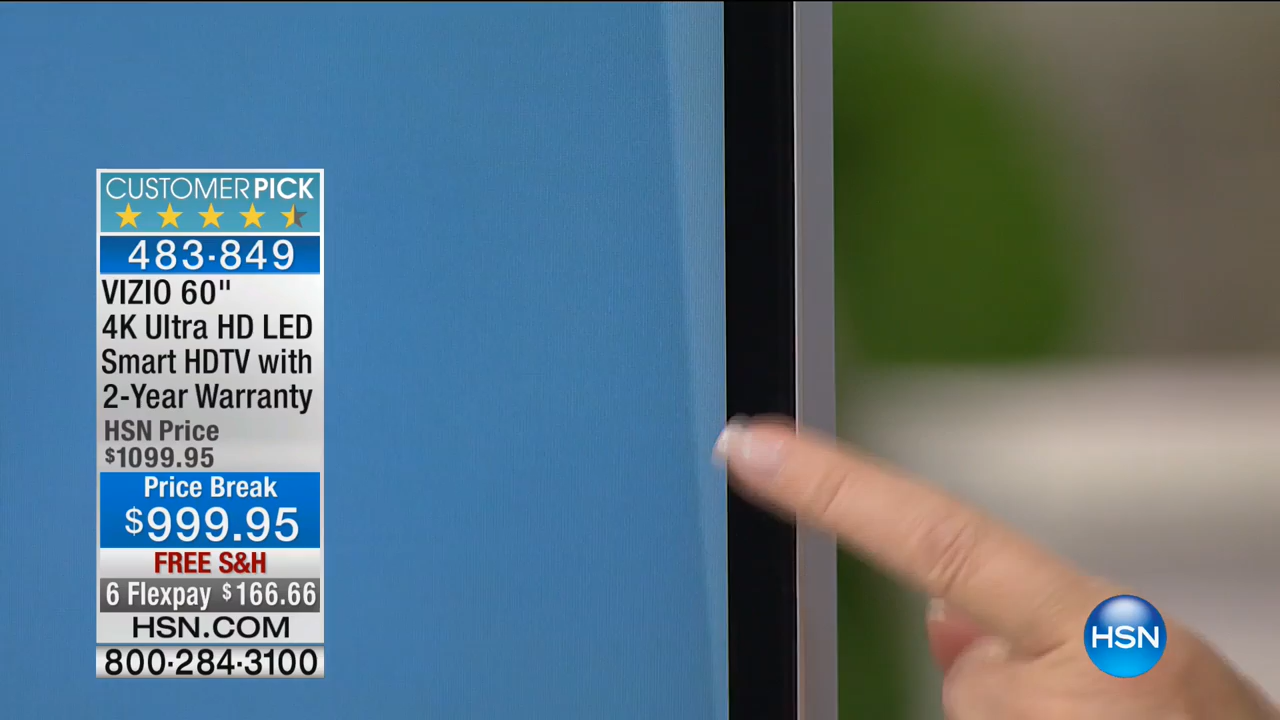 CUSTOMER PICK
483·849
VIZIO 60"
4K Ultra HD LED
Smart HDTV with
2-Year Warranty
HSN Price
$1099.95
Price Break
$999.95
FREE S&H
6 Flexpay $166.66
HSN.COM
800·284·3100
HSN